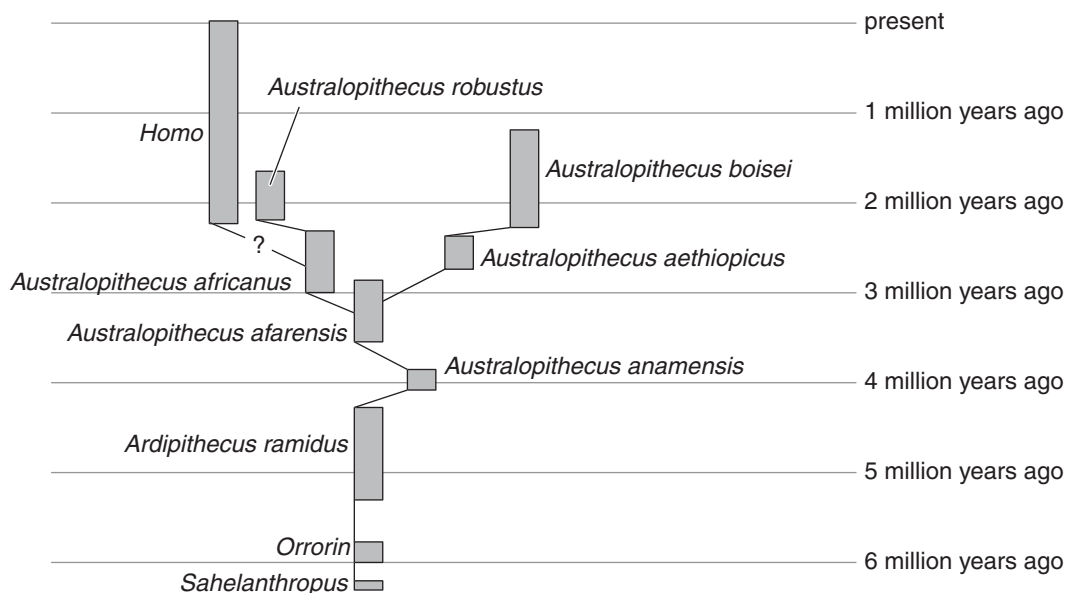 present
Australopithecus robustus
1 million years ago
Homo
Australopithecus boisei
2 million years ago
?
Australopithecus aethiopicus
Australopithecus africanus
3 million years ago
Australopithecus afarensis
Australopithecus anamensis
4 million years ago
Ardipithecus ramidus
5 million years ago
Orrorin
6 million years ago
Sahelanthropus